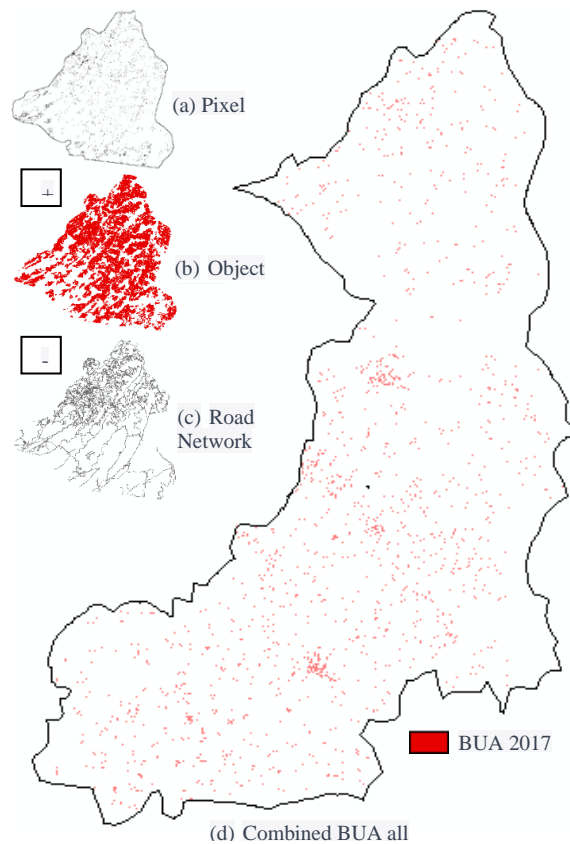 (a) Pixel
(b) Object
(c) Road
Network
BUA 2017
(d) Combined BUA all